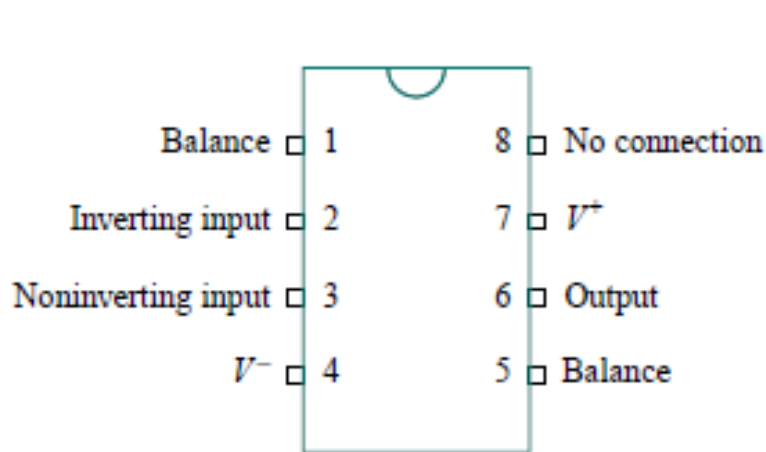 Balance 1 8 No connection
Inverting input 2 7 V⁺
Noninverting input 3 6 Output
V⁻ 4 5 Balance